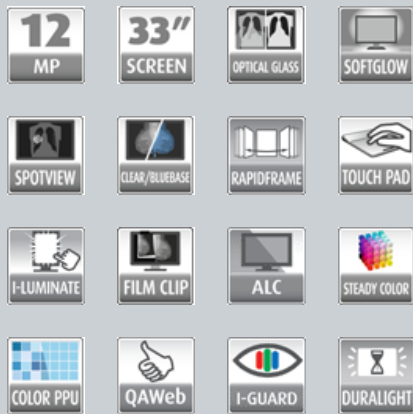 12
MP
33"
SCREEN
OPTICAL GLASS
SOFTGLOW
SPOTVIEW
CLEAR/BLUEBASE
RAPIDFRAME
TOUCH PAD
I-LUMINATE
FILM CLIP
ALC
STEADY COLOR
COLOR PPU
QAWeb
I-GUARD
DURALIGHT